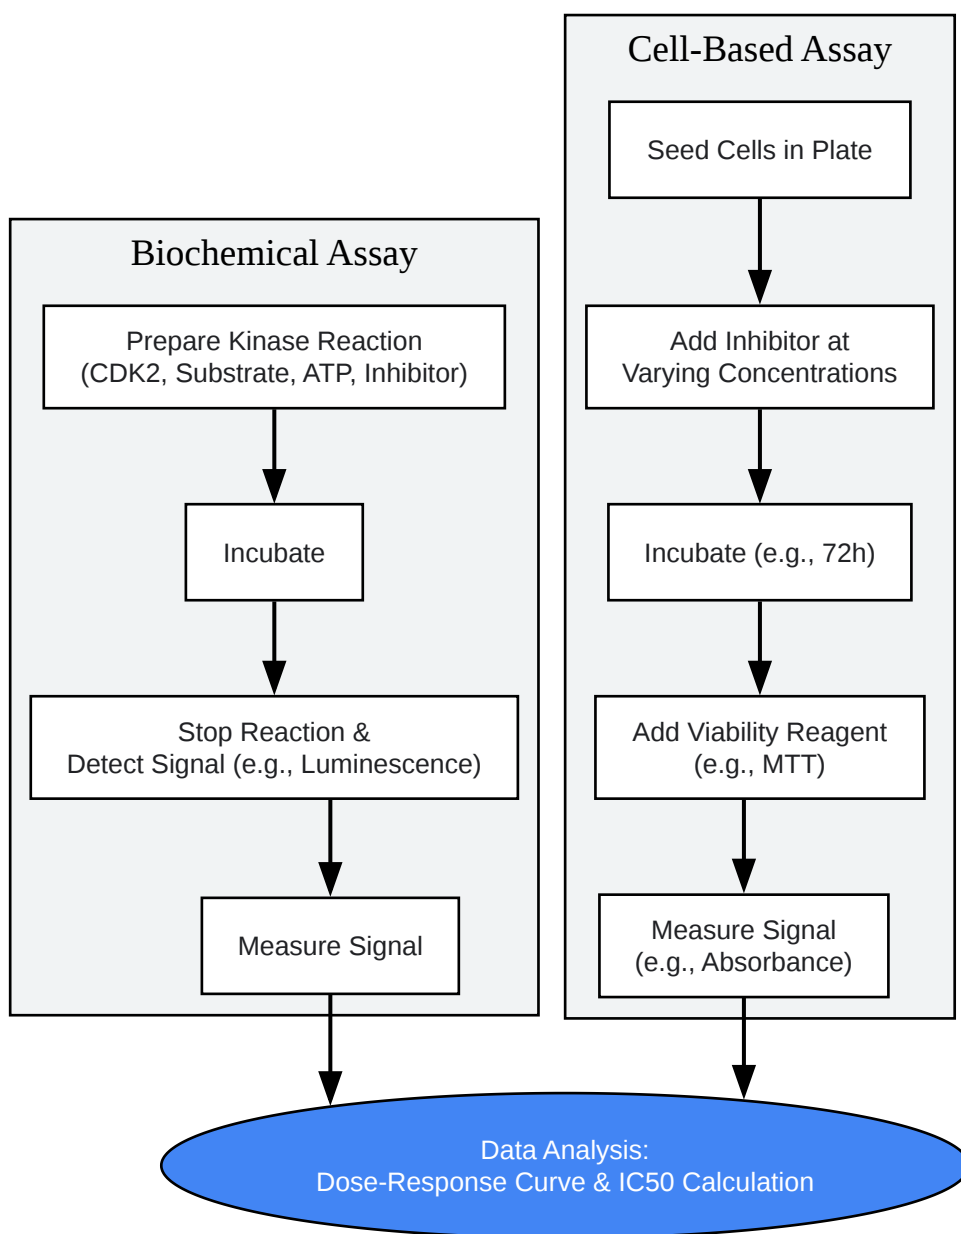 Biochemical Assay
Prepare Kinase Reaction
(CDK2, Substrate, ATP, Inhibitor)
Incubate
Stop Reaction &
Detect Signal (e.g., Luminescence)
Measure Signal
Cell-Based Assay
Seed Cells in Plate
Add Inhibitor at
Varying Concentrations
Incubate (e.g., 72h)
Add Viability Reagent
(e.g., MTT)
Measure Signal
(e.g., Absorbance)
Data Analysis:
Dose-Response Curve & IC50 Calculation